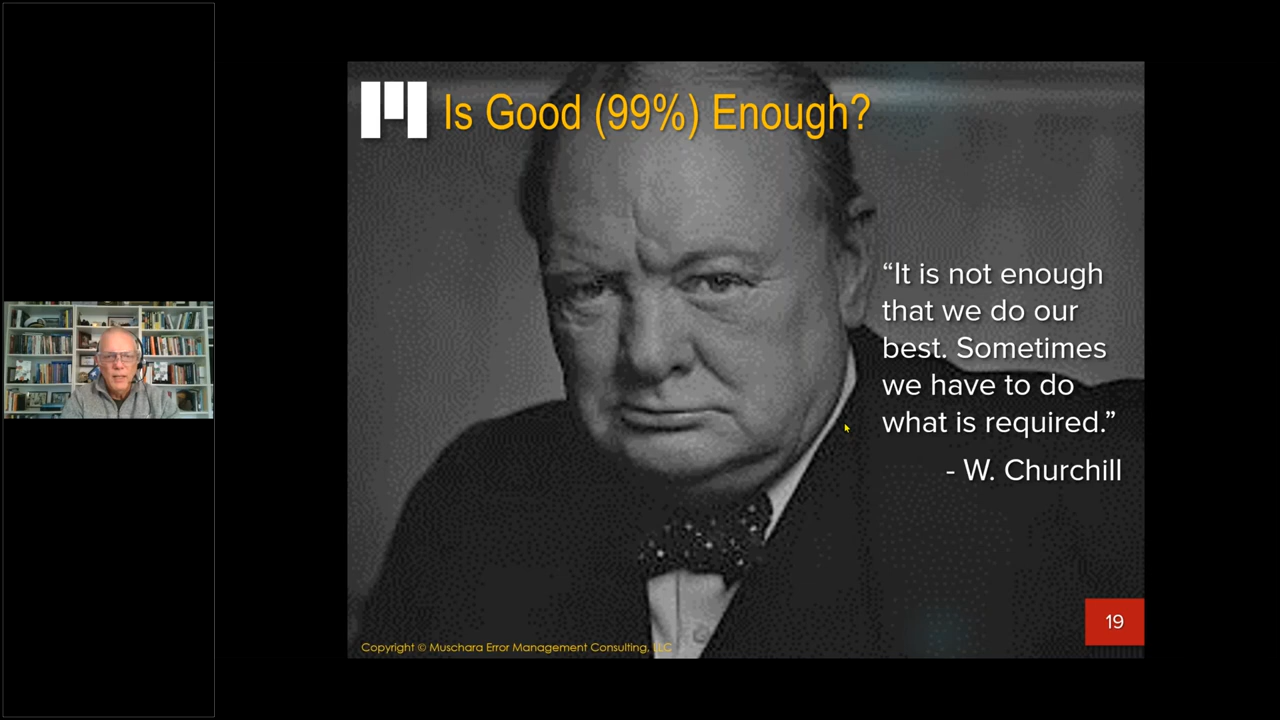 Is Good (99%) Enough?
“It is not enough
that we do our
best. Sometimes
we have to do
what is required.”
- W. Churchill
19
Copyright © Muschara Error Management Consulting, LLC